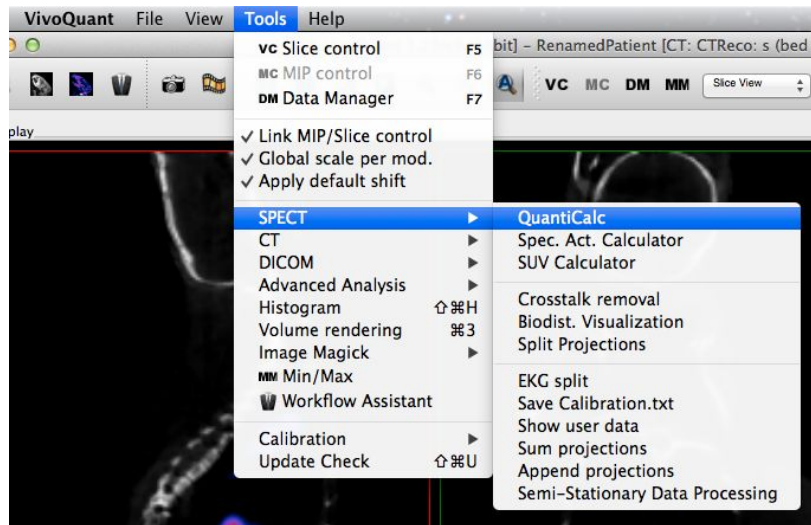 VivoQuant File View Tools Help
bit] - RenamedPatient [CT: CTReco: s (bed
VC MC DM MM Slice View
play
VC Slice control F5
MC MIP control F6
DM Data Manager F7
✓ Link MIP/Slice control
✓ Global scale per mod.
✓ Apply default shift
SPECT ▶
CT ▶
DICOM ▶
Advanced Analysis ▶
Histogram ⇧⌘H
Volume rendering ⌘3
Image Magick ▶
MM Min/Max
Workflow Assistant
Calibration ▶
Update Check ⇧⌘U
QuantiCalc
Spec. Act. Calculator
SUV Calculator
Crosstalk removal
Biodist. Visualization
Split Projections
EKG split
Save Calibration.txt
Show user data
Sum projections
Append projections
Semi-Stationary Data Processing